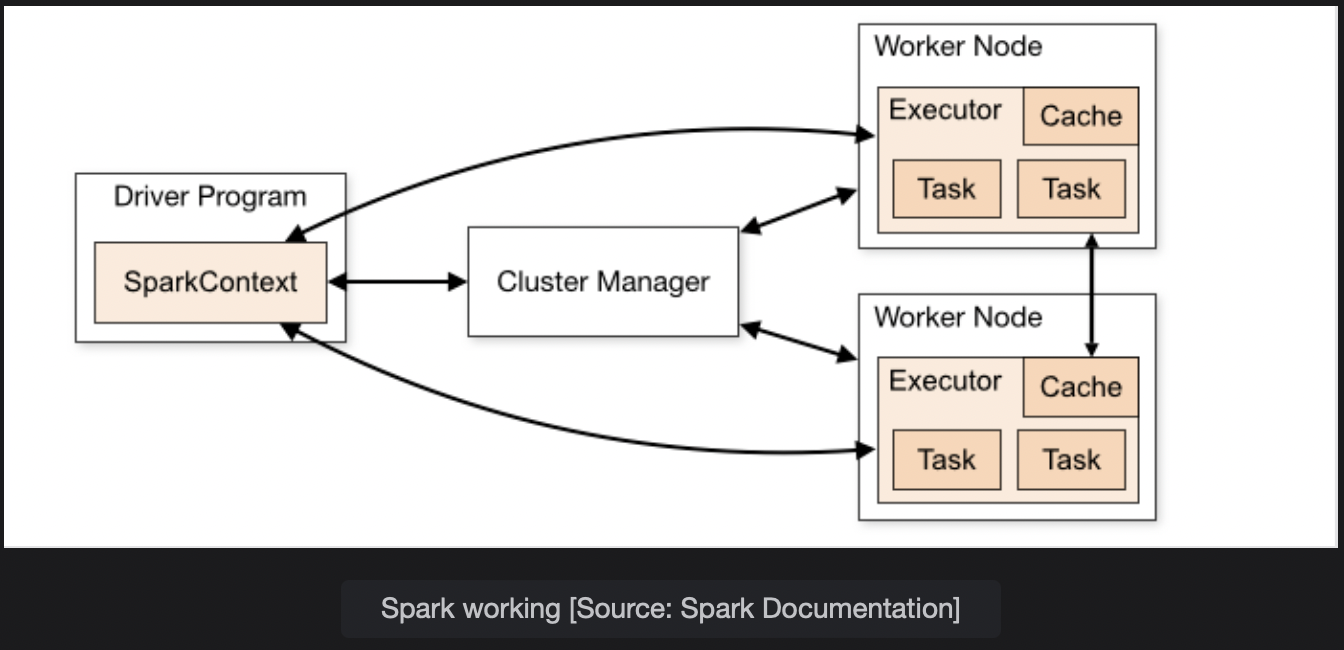 Driver Program
SparkContext
Cluster Manager
Worker Node
Executor
Cache
Task
Task
Worker Node
Executor
Cache
Task
Task
Spark working [Source: Spark Documentation]